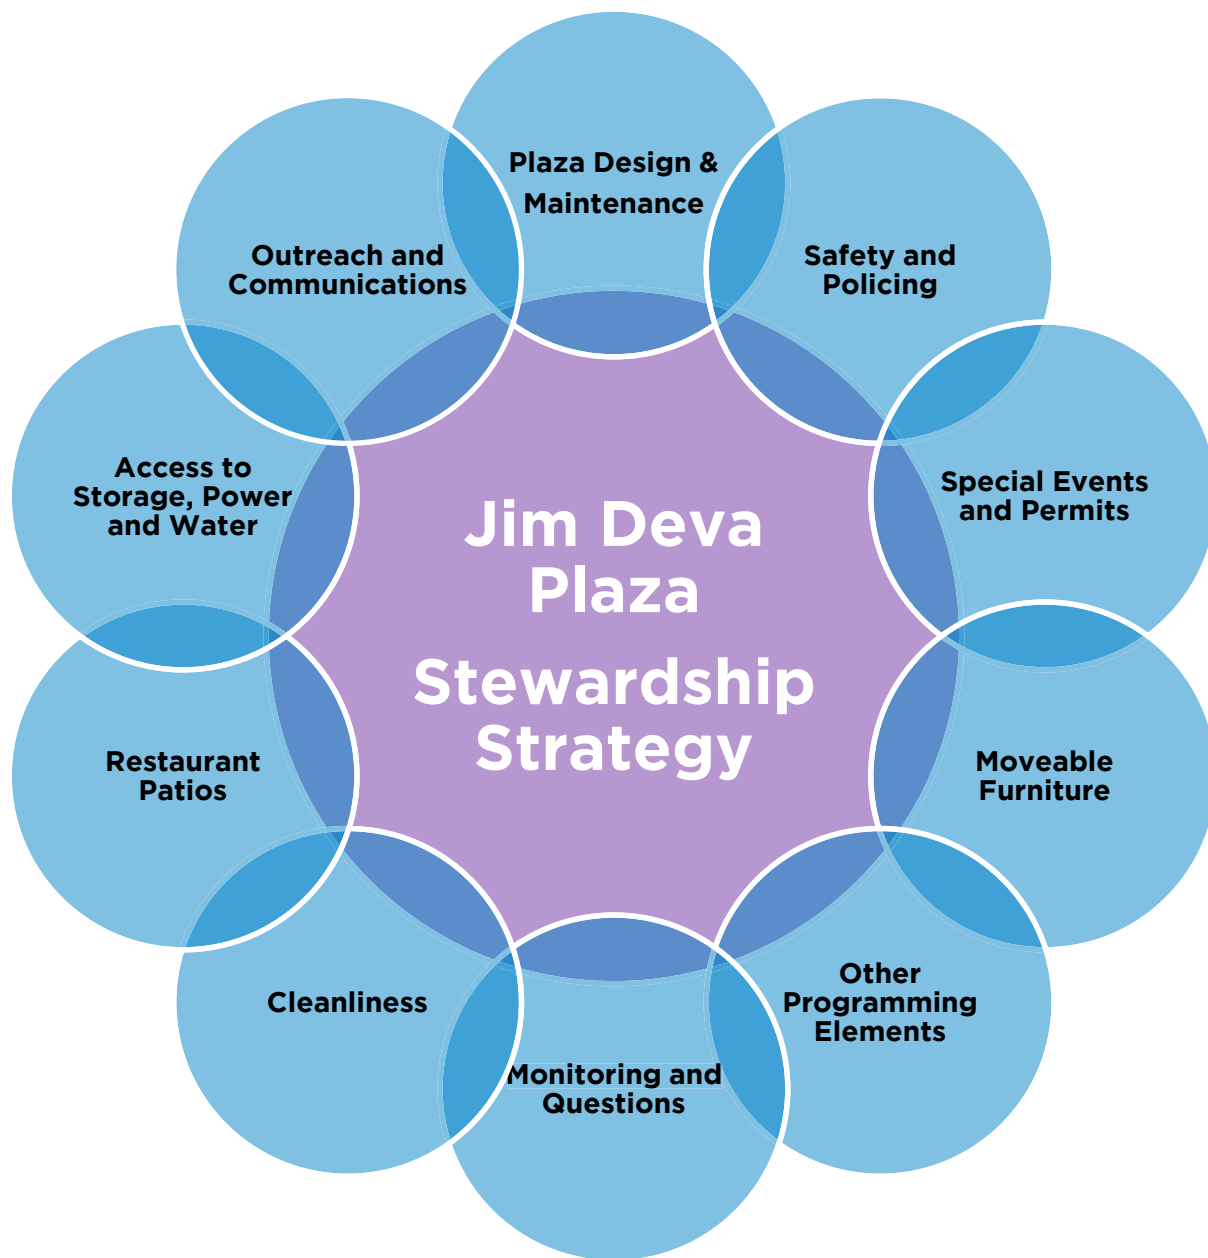 Plaza Design &
Maintenance
Safety and
Policing
Special Events
and Permits
Moveable
Furniture
Other
Programming
Elements
Monitoring and
Questions
Cleanliness
Restaurant
Patios
Access to
Storage, Power
and Water
Outreach and
Communications
Jim Deva
Plaza
Stewardship
Strategy